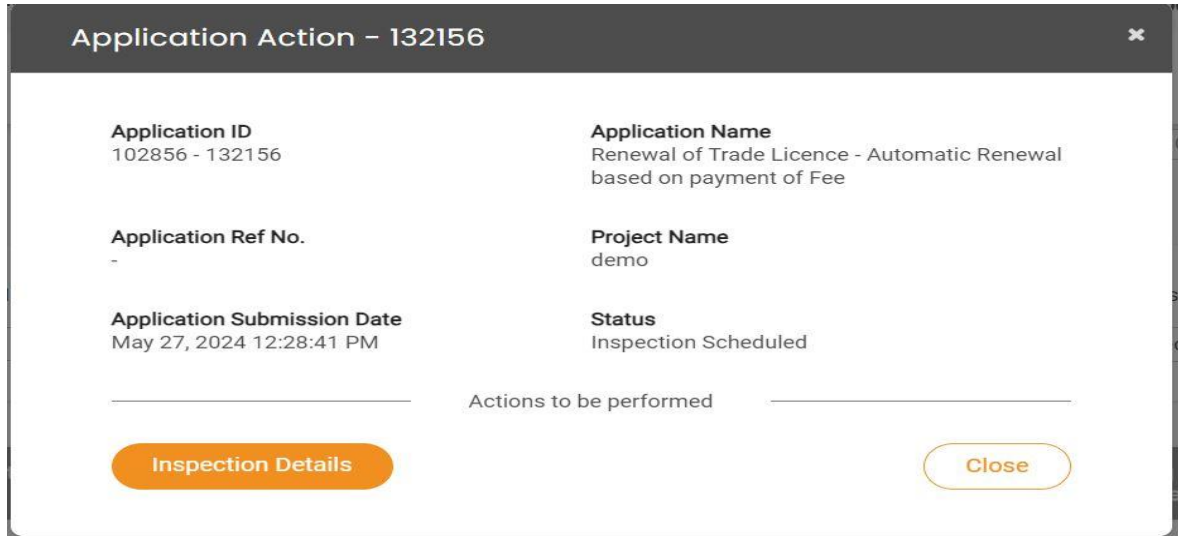 Application Action - 132156
Application ID
102856 - 132156
Application Name
Renewal of Trade Licence - Automatic Renewal
based on payment of Fee
Application Ref No.
-
Project Name
demo
Application Submission Date
May 27, 2024 12:28:41 PM
Status
Inspection Scheduled
Actions to be performed
Inspection Details
Close